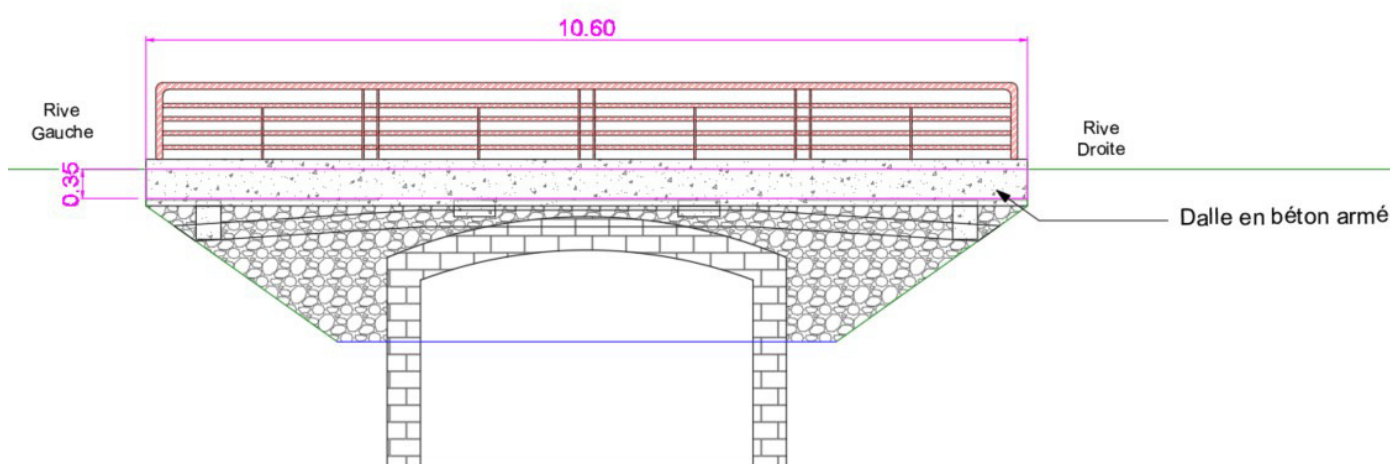 10.60
Rive
Gauche
Rive
Droite
0.35
Dalle en béton armé